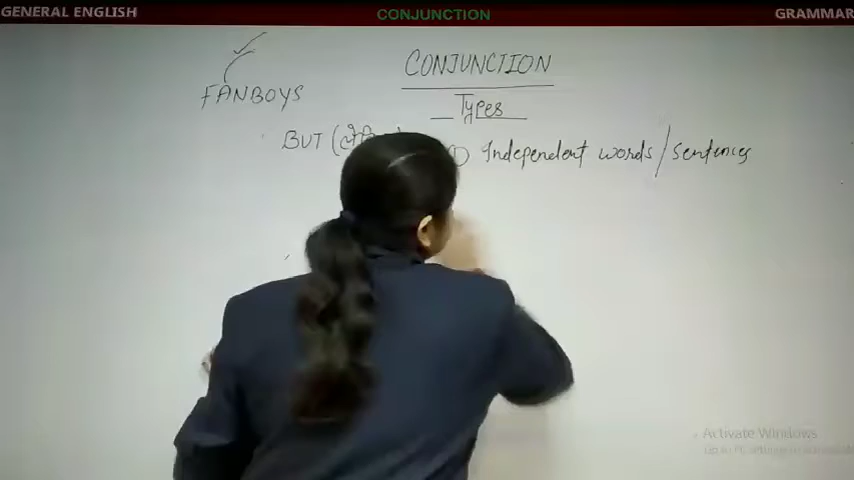 GENERAL ENGLISH
CONJUNCTION
GRAMMAR
CONJUNCTION
FANBOYS
Types
BUT (
Independent words/sentences
Activate Windows